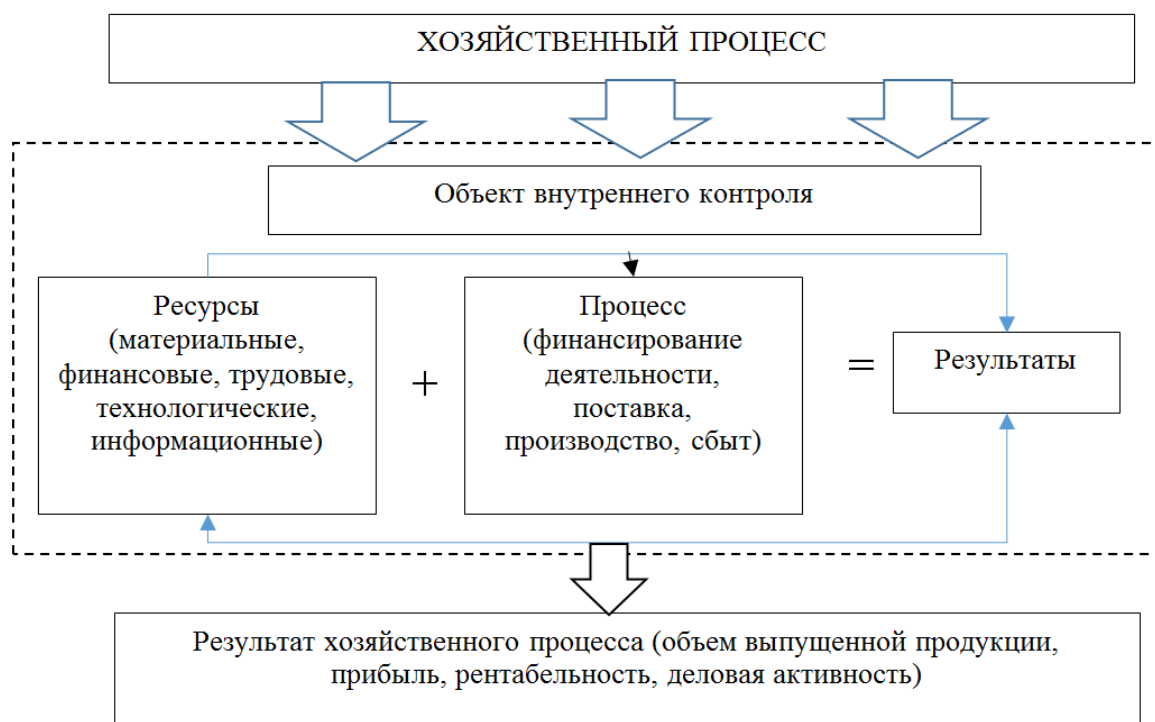 ХОЗЯЙСТВЕННЫЙ ПРОЦЕСС
Объект внутреннего контроля
Ресурсы
(материальные,
финансовые, трудовые,
технологические,
информационные)
+
Процесс
(финансирование
деятельности,
поставка,
производство, сбыт)
=
Результаты
Результат хозяйственного процесса (объем выпущенной продукции,
прибыль, рентабельность, деловая активность)